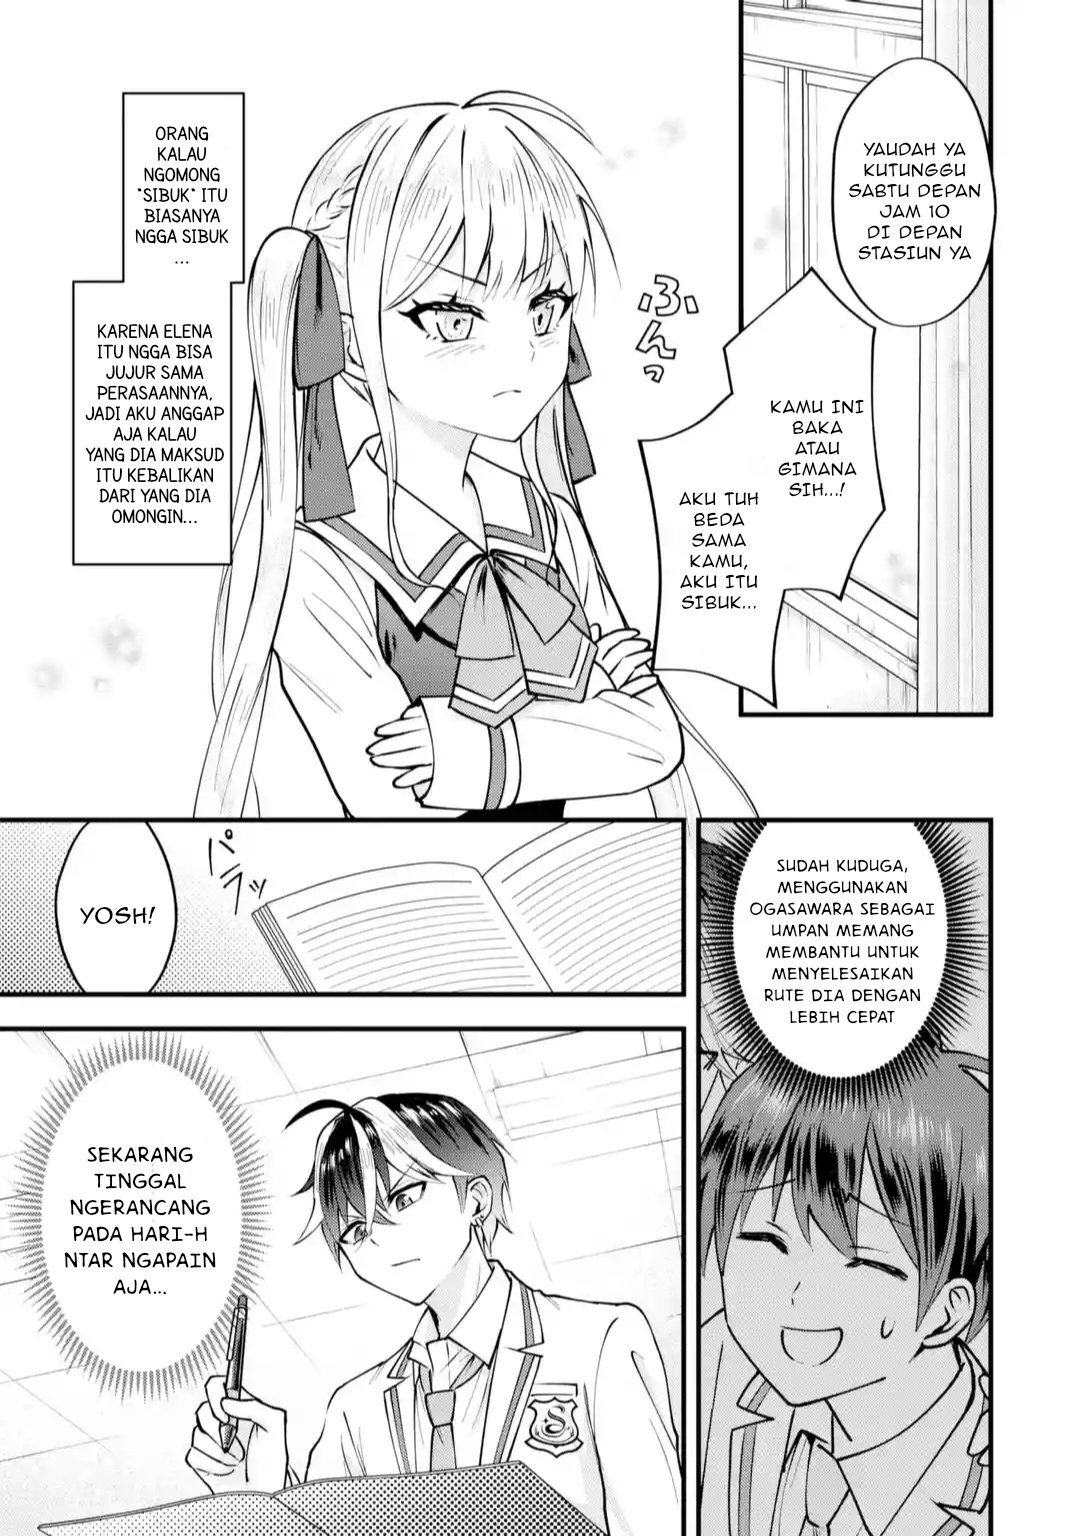 YAUDAH YA
KUTUNGGU
SABTU DEPAN
JAM 10
DI DEPAN
STASIUN YA
KAMU INI
BAKA
ATAU
GIMANA
SIH...!
AKU TUH
BEDA
SAMA
KAMU,
AKU ITU
SIBUK...
ふんっ
ORANG
KALAU
NGOMONG
"SIBUK" ITU
BIASANYA
NGGA SIBUK
...
KARENA ELENA
ITU NGGA BISA
JUJUR SAMA
PERASAANNYA,
JADI AKU ANGGAP
AJA KALAU
YANG DIA MAKSUD
ITU KEBALIKAN
DARI YANG DIA
OMONGIN...
SUDAH KUDUGA,
MENGGUNAKAN
OGASAWARA SEBAGAI
UMPAN MEMANG
MEMBANTU UNTUK
MENYELESAIKAN
RUTE DIA DENGAN
LEBIH CEPAT
パラッ
YOSH!
SEKARANG
TINGGAL
NGERANCANG
PADA HARI-H
NTAR NGAPAIN
AJA...
S